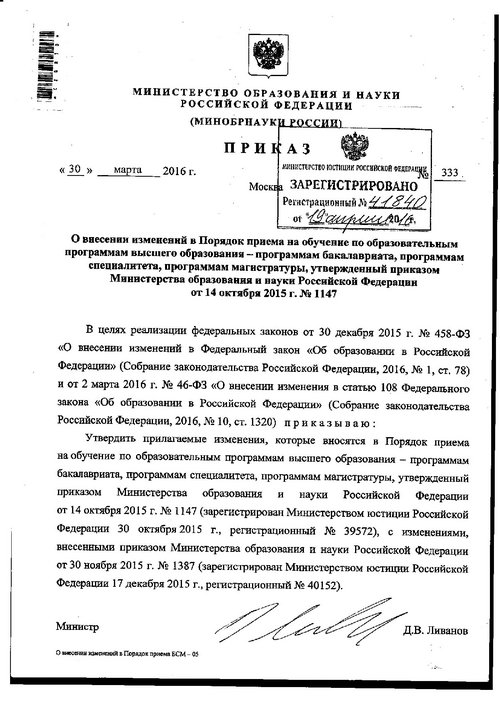 МИНИСТЕРСТВО ОБРАЗОВАНИЯ И НАУКИ
РОССИЙСКОЙ ФЕДЕРАЦИИ
(МИНОБРНАУКИ РОССИИ)
ПРИКАЗ
« 30 » марта 2016 г.
№ 333
Москва
МИНИСТЕРСТВО ЮСТИЦИИ РОССИЙСКОЙ ФЕДЕРАЦИИ
ЗАРЕГИСТРИРОВАНО
Регистрационный № 41840
от "19" апреля 2016.
О внесении изменений в Порядок приема на обучение по образовательным
программам высшего образования – программам бакалавриата, программам
специалитета, программам магистратуры, утвержденный приказом
Министерства образования и науки Российской Федерации
от 14 октября 2015 г. № 1147
В целях реализации федеральных законов от 30 декабря 2015 г. № 458-ФЗ
«О внесении изменений в Федеральный закон «Об образовании в Российской
Федерации» (Собрание законодательства Российской Федерации, 2016, № 1, ст. 78)
и от 2 марта 2016 г. № 46-ФЗ «О внесении изменения в статью 108 Федерального
закона «Об образовании в Российской Федерации» (Собрание законодательства
Российской Федерации, 2016, № 10, ст. 1320) приказываю:
Утвердить прилагаемые изменения, которые вносятся в Порядок приема
на обучение по образовательным программам высшего образования – программам
бакалавриата, программам специалитета, программам магистратуры, утвержденный
приказом Министерства образования и науки Российской Федерации
от 14 октября 2015 г. № 1147 (зарегистрирован Министерством юстиции Российской
Федерации 30 октября 2015 г., регистрационный № 39572), с изменениями,
внесенными приказом Министерства образования и науки Российской Федерации
от 30 ноября 2015 г. № 1387 (зарегистрирован Министерством юстиции Российской
Федерации 17 декабря 2015 г., регистрационный № 40152).
Министр
Д.В. Ливанов
О внесении изменений в Порядок приема БСМ – 05